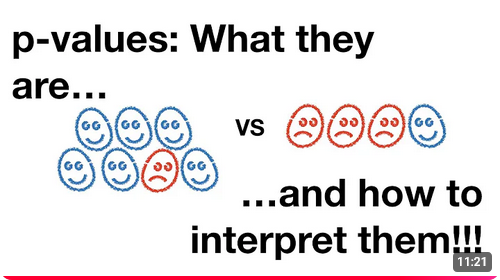 p-values: What they
are...
vs
...and how to
interpret them!!!
11:21